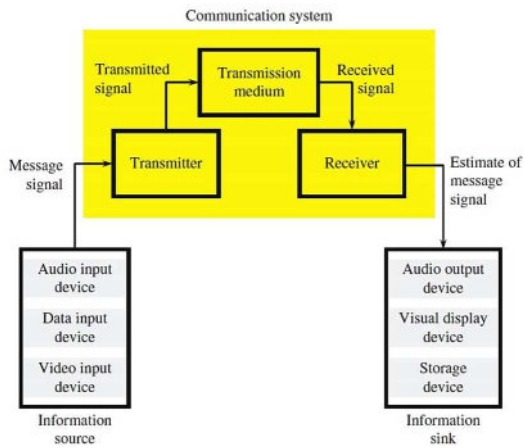 Communication system
Transmitted
signal
Transmission
medium
Received
signal
Message
signal
Transmitter
Receiver
Estimate of
message
signal
Audio input
device
Data input
device
Video input
device
Information
source
Audio output
device
Visual display
device
Storage
device
Information
sink